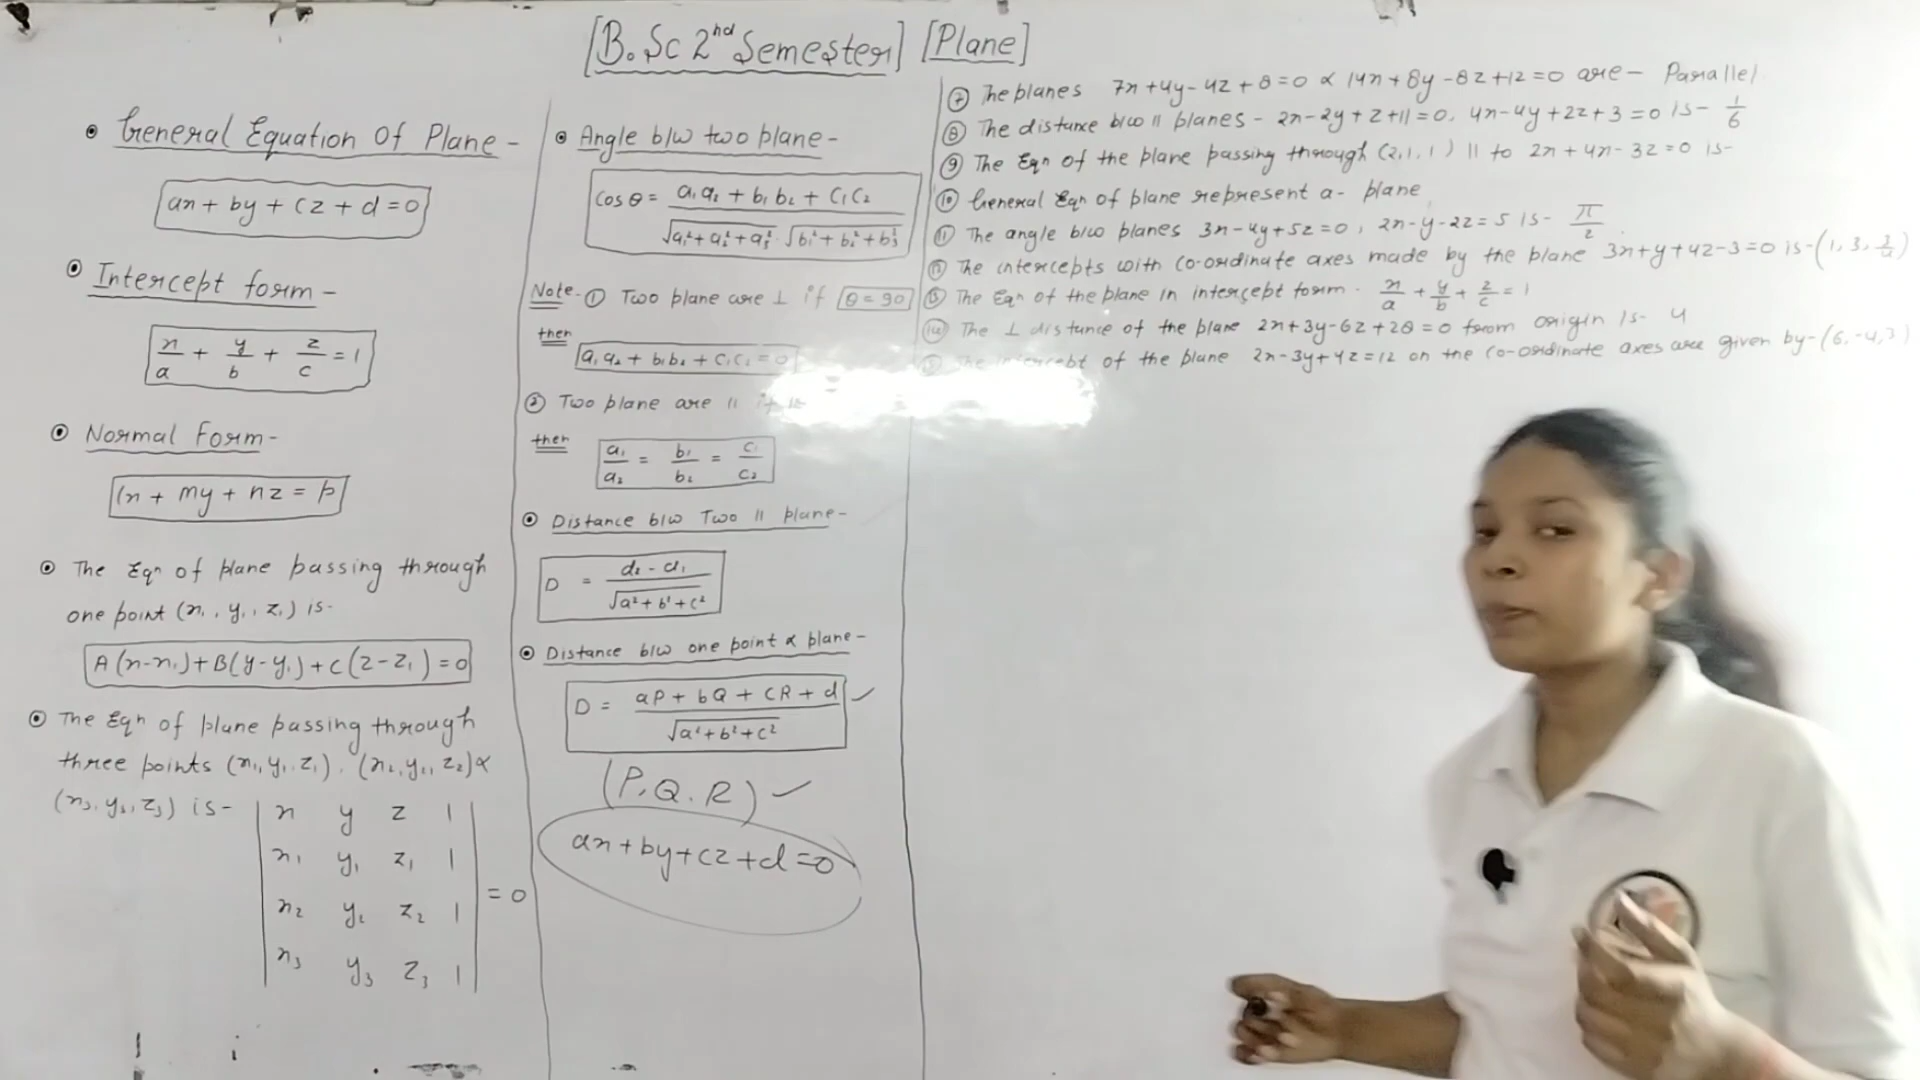 [B.Sc 2nd Semester] [Plane]
• General Equation Of Plane -
ax + by + cz + d = 0
• Intercept form -
x/a + y/b + z/c = 1
• Normal Form -
lx + my + nz = p
• The Eqn of plane passing through
one point (x1, y1, z1) is -
A(x-x1)+B(y-y1)+C(z-z1)=0
• The Eqn of plane passing through
three points (x1, y1, z1), (x2, y2, z2) &
(x3, y3, z3) is -
x y z 1
x1 y1 z1 1
x2 y2 z2 1 = 0
x3 y3 z3 1
• Angle b/w two plane -
Cos θ = a1a2 + b1b2 + c1c2 / √a1²+a2²+a3² · √b1²+b2²+b3²
Note - ① Two plane are ⊥ if θ = 90
then
a1a2 + b1b2 + c1c2 = 0
② Two plane are || if
then a1/a2 = b1/b2 = c1/c2
• Distance b/w Two || plane -
D = d2 - d1 / √a²+b²+c²
• Distance b/w one point & plane -
D = aP + bQ + cR + d / √a²+b²+c² ✓
(P, Q, R) ✓
ax+by+cz+d=0
⑦ The planes 7x+4y-4z+8=0 & 14x+8y-8z+12=0 are - Parallel
⑧ The distance b/w || planes - 2x-2y+z+11=0, 4x-4y+2z+3=0 is - 1/6
⑨ The Eqn of the plane passing through (2,1,1) || to 2x+4x-3z=0 is -
⑩ General Eqn of plane represent a - plane
⑪ The angle b/w planes 3x-4y+5z=0, 2x-y-2z=5 is - π/2
⑫ The intercepts with co-ordinate axes made by the plane 3x+y+4z-3=0 is - (1, 3, 3/4)
⑬ The Eqn of the plane in intercept form - x/a + y/b + z/c = 1
⑭ The ⊥ distance of the plane 2x+3y-6z+28=0 from origin is - 4
⑮ The intercept of the plane 2x-3y+4z=12 on the co-ordinate axes are given by - (6,-4,3)